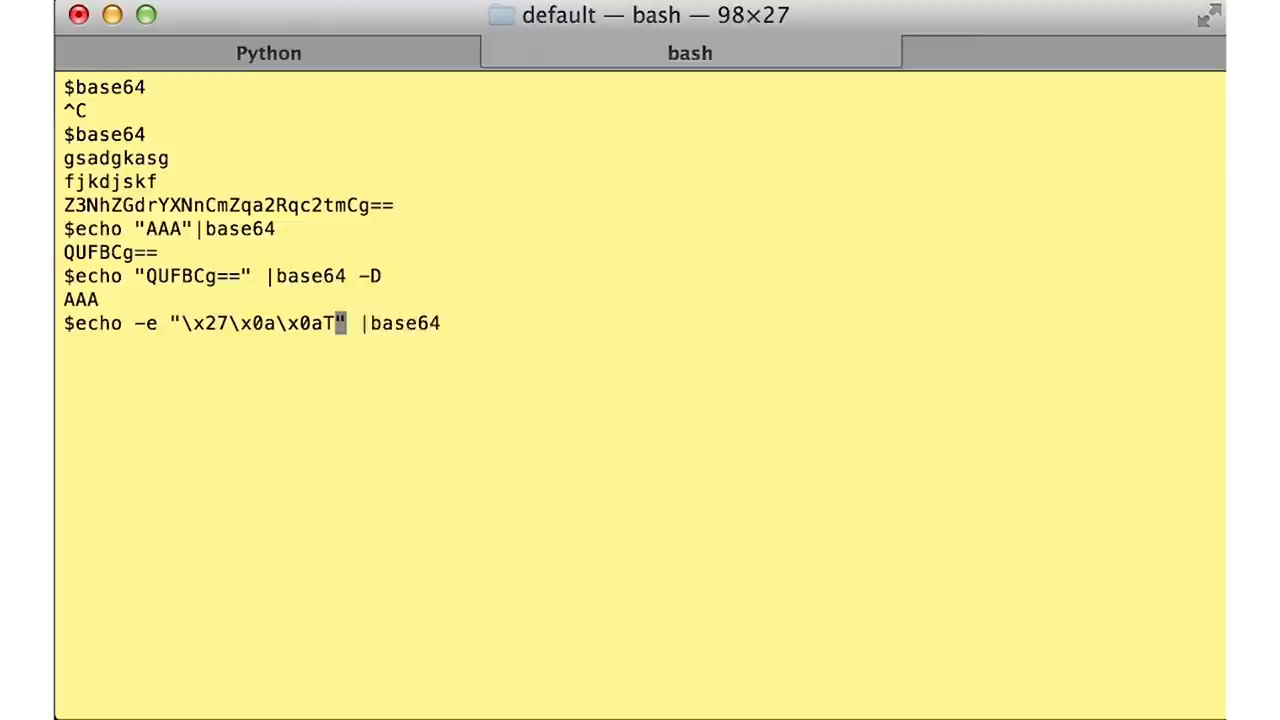 default — bash — 98×27
Python
bash
$base64
^C
$base64
gsadgkasg
fjkdjskf
Z3NhZGdrYXNnCmZqa2Rqc2tmCg==
$echo "AAA"|base64
QUFBCg==
$echo "QUFBCg==" |base64 -D
AAA
$echo -e "\x27\x0a\x0aT" |base64